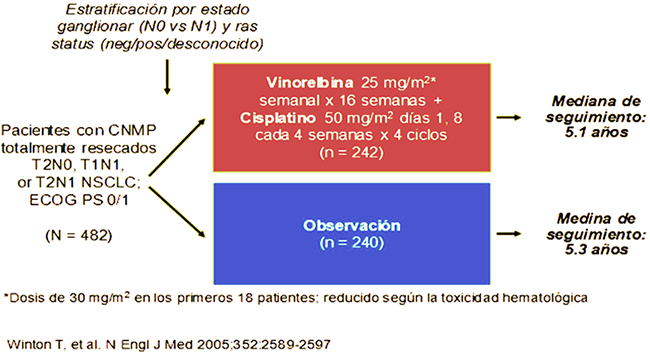 Estratificación por estado
ganglionar (N0 vs N1) y ras
status (neg/pos/desconocido)
Vinorelbina 25 mg/m²*
semanal x 16 semanas +
Cisplatino 50 mg/m² días 1, 8
cada 4 semanas x 4 ciclos
(n = 242)
Mediana de
seguimiento:
5.1 años
Pacientes con CNMP
totalmente resecados
T2N0, T1N1,
or T2N1 NSCLC;
ECOG PS 0/1
(N = 482)
Observación
(n = 240)
Medina de
seguimiento:
5.3 años
*Dosis de 30 mg/m² en los primeros 18 patientes; reducido según la toxicidad hematológica
Winton T, et al. N Engl J Med 2005;352:2589-2597